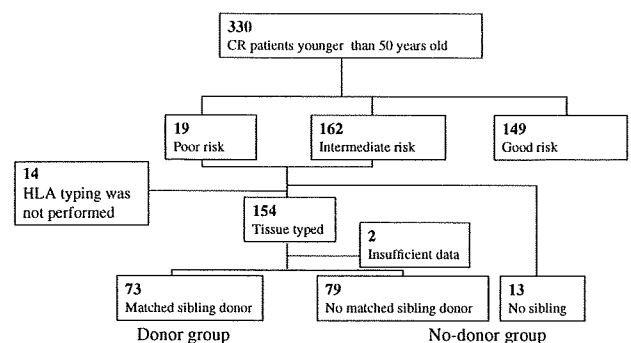 330
CR patients younger than 50 years old
19
Poor risk
162
Intermediate risk
149
Good risk
14
HLA typing was
not performed
154
Tissue typed
2
Insufficient data
73
Matched sibling donor
79
No matched sibling donor
13
No sibling
Donor group
No-donor group